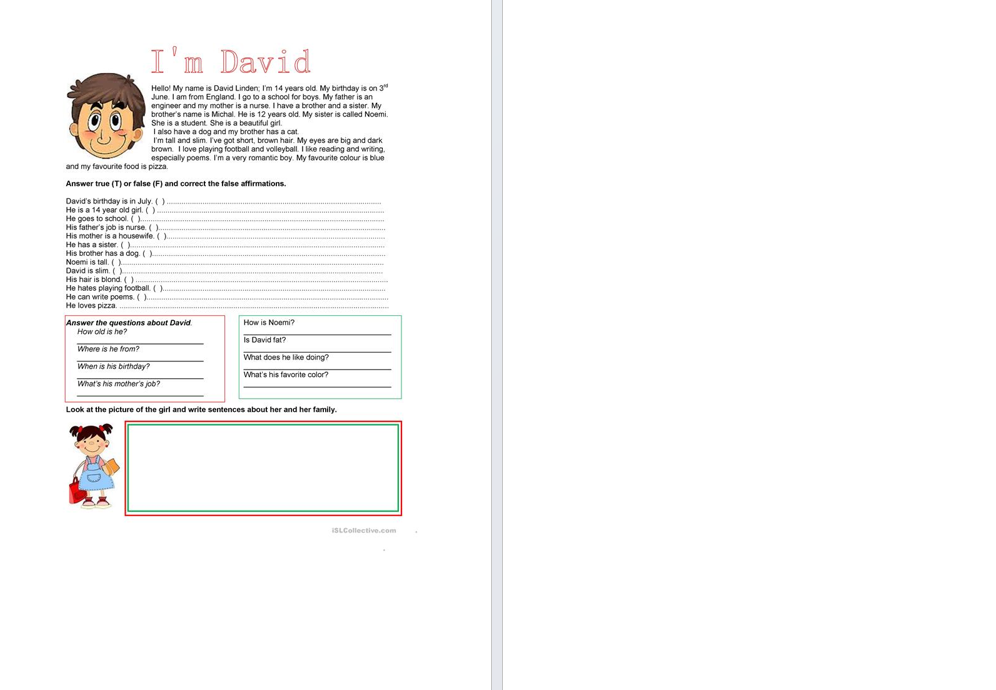 I'm David
Hello! My name is David Linden; I'm 14 years old. My birthday is on 3rd
June. I am from England. I go to a school for boys. My father is an
engineer and my mother is a nurse. I have a brother and a sister. My
brother's name is Michal. He is 12 years old. My sister is called Noemi.
She is a student. She is a beautiful girl.
I also have a dog and my brother has a cat.
I'm tall and slim. I've got short, brown hair. My eyes are big and dark
brown. I love playing football and volleyball. I like reading and writing,
especially poems. I'm a very romantic boy. My favourite colour is blue
and my favourite food is pizza.
Answer true (T) or false (F) and correct the false affirmations.
David's birthday is in July. ( ) ....................................................................................................
He is a 14 year old girl. ( ) ....................................................................................................
He goes to school. ( )....................................................................................................
His father's job is nurse. ( )....................................................................................................
His mother is a housewife. ( )....................................................................................................
He has a sister. ( )....................................................................................................
His brother has a dog. ( )....................................................................................................
Noemi is tall. ( )....................................................................................................
David is slim. ( )....................................................................................................
His hair is blond. ( ) ....................................................................................................
He hates playing football. ( )....................................................................................................
He can write poems. ( )....................................................................................................
He loves pizza. ....................................................................................................
Answer the questions about David.
How old is he?
Where is he from?
When is his birthday?
What's his mother's job?
How is Noemi?
Is David fat?
What does he like doing?
What's his favorite color?
Look at the picture of the girl and write sentences about her and her family.
iSLCollective.com